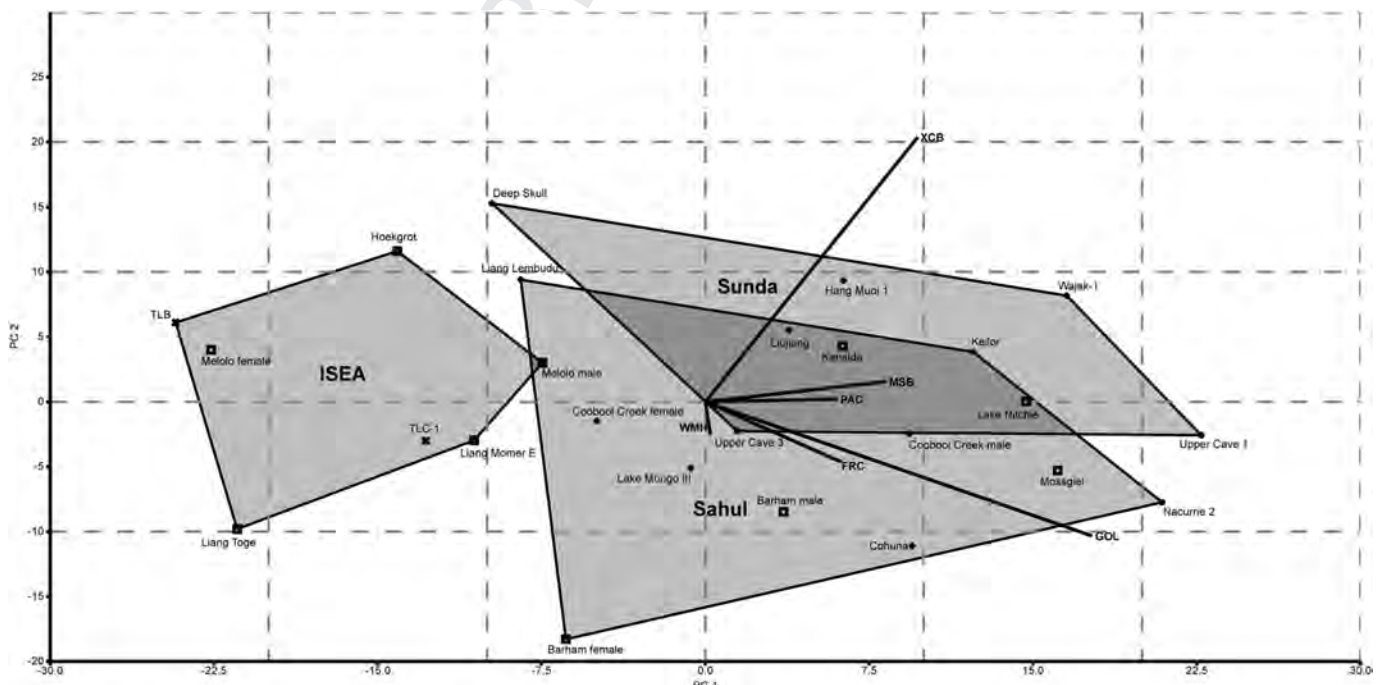 25
20
15
10
5
0
-5
-10
-15
-20
PC 2
-30.0
-22.5
-15.0
-7.5
0.0
7.5
15.0
22.5
30.00
PC 1
XCB
Deep Skull
Hoekgrot
Liang Lembudus
Sunda
Hang Muoi 1
Wajak-1
TLB
Melolo female
ISEA
Melolo male
Liujiang
Keilor
MSB
PAC
Lake Nitchie
Coobool Creek female
WMH
Upper Cave 3
Coobool Creek male
Upper Cave 1
TLC-1
Liang Momer E
FRC
Lake Mungo III
Mossgiel
Barham male
Sahul
Nacurrie 2
Liang Toge
GOL
Cohuna
Barham female